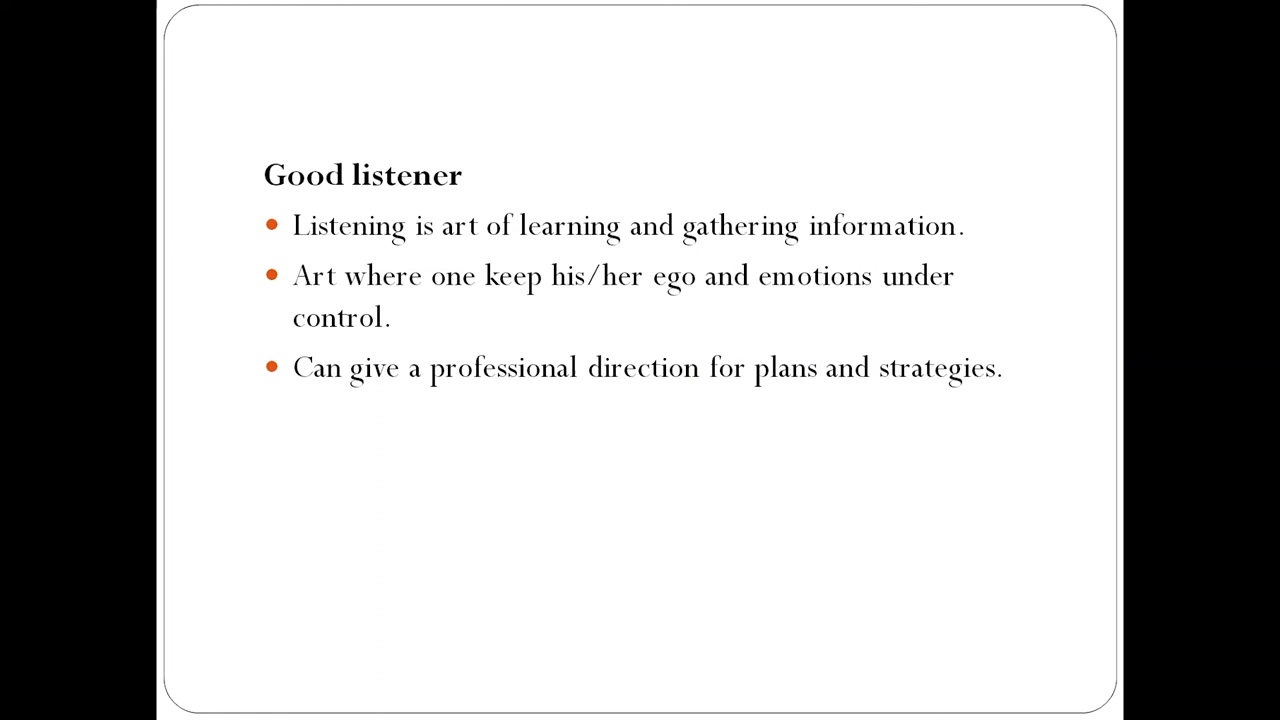 Good listener
Listening is art of learning and gathering information.
Art where one keep his/her ego and emotions under
control.
Can give a professional direction for plans and strategies.